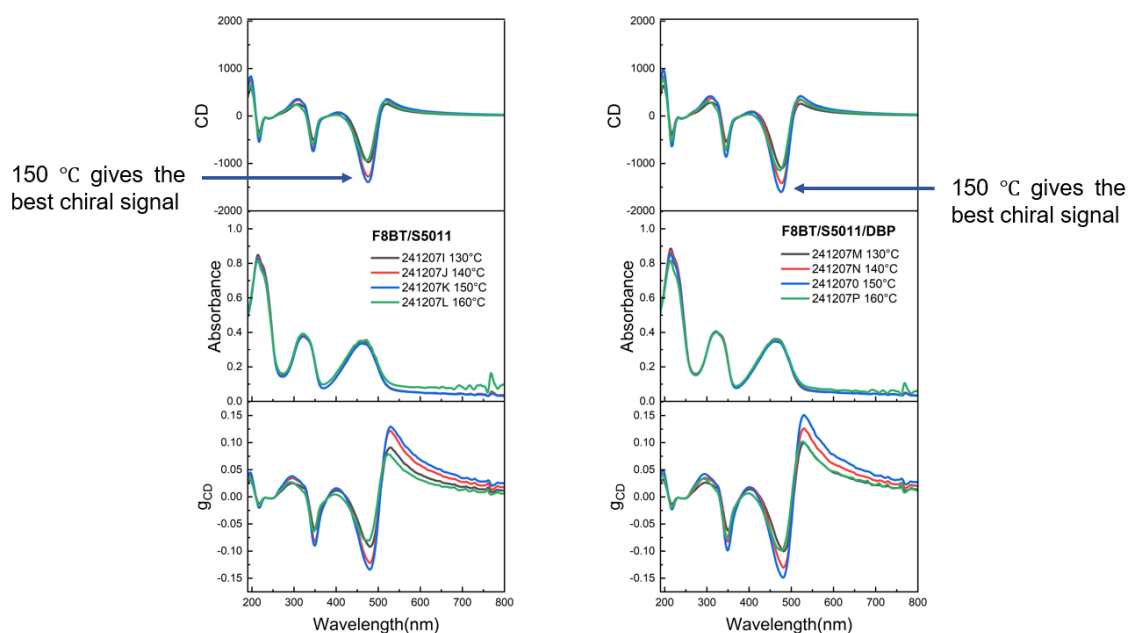 2000
1000
0
-1000
-2000
CD
150 ℃ gives the
best chiral signal
1.0
0.8
0.6
0.4
0.2
0.0
Absorbance
F8BT/S5011
241207I 130°C
241207J 140°C
241207K 150°C
241207L 160°C
0.15
0.10
0.05
0.00
-0.05
-0.10
-0.15
gCD
200 300 400 500 600 700 800
Wavelength(nm)
2000
1000
0
-1000
-2000
CD
150 ℃ gives the
best chiral signal
1.0
0.8
0.6
0.4
0.2
0.0
Absorbance
F8BT/S5011/DBP
241207M 130°C
241207N 140°C
2412070 150°C
241207P 160°C
0.15
0.10
0.05
0.00
-0.05
-0.10
-0.15
gCD
200 300 400 500 600 700 800
Wavelength(nm)